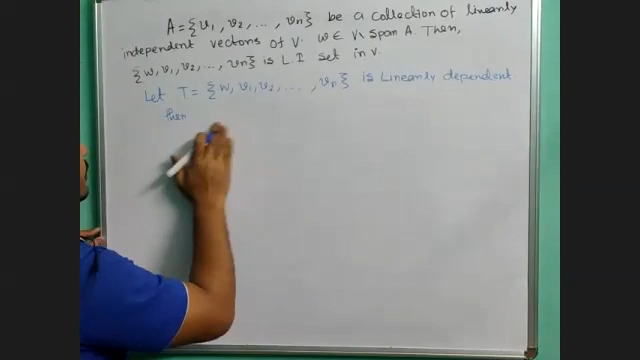 A = {v₁, v₂, ..., vₙ} be a collection of linearly
independent vectors of V. w ∈ V \ span A. Then,
{w, v₁, v₂, ..., vₙ} is L.I set in V.
Let T = {w, v₁, v₂, ..., vₙ} is Linearly dependent
then